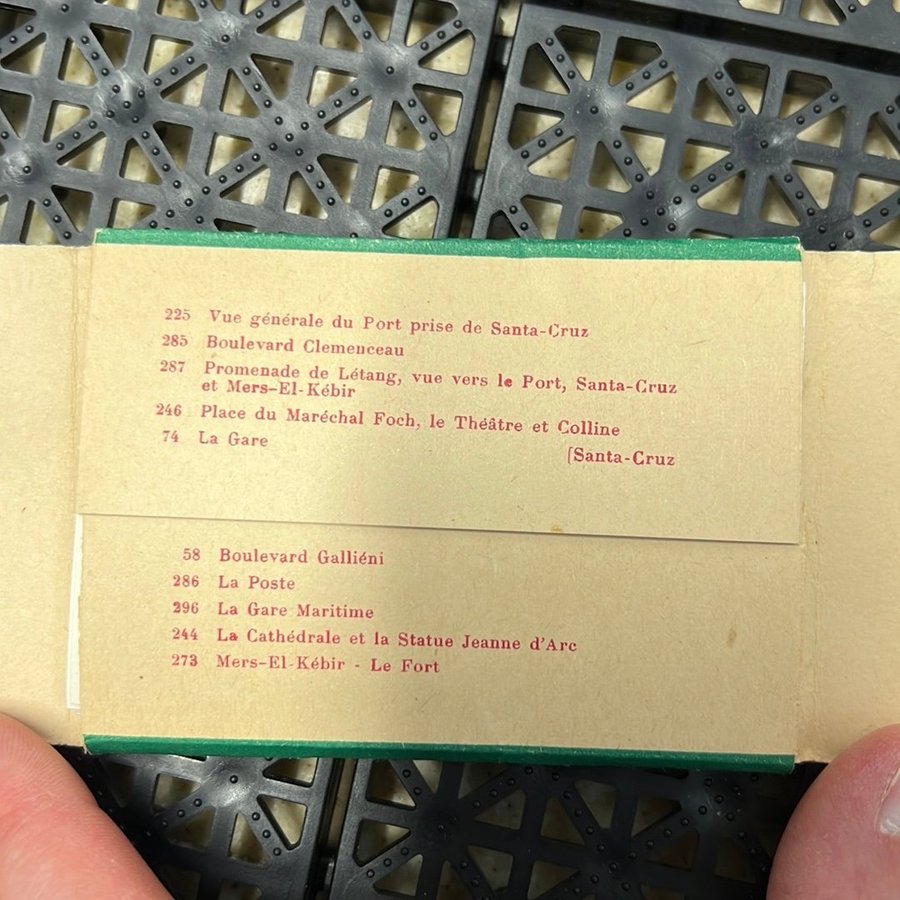 225 Vue générale du Port prise de Santa-Cruz
285 Boulevard Clemenceau
287 Promenade de Létang, vue vers le Port, Santa-Cruz
et Mers-El-Kébir
246 Place du Maréchal Foch, le Théâtre et Colline
74 La Gare [Santa-Cruz
58 Boulevard Galliéni
286 La Poste
296 La Gare Maritime
244 La Cathédrale et la Statue Jeanne d'Arc
273 Mers-El-Kébir - Le Fort